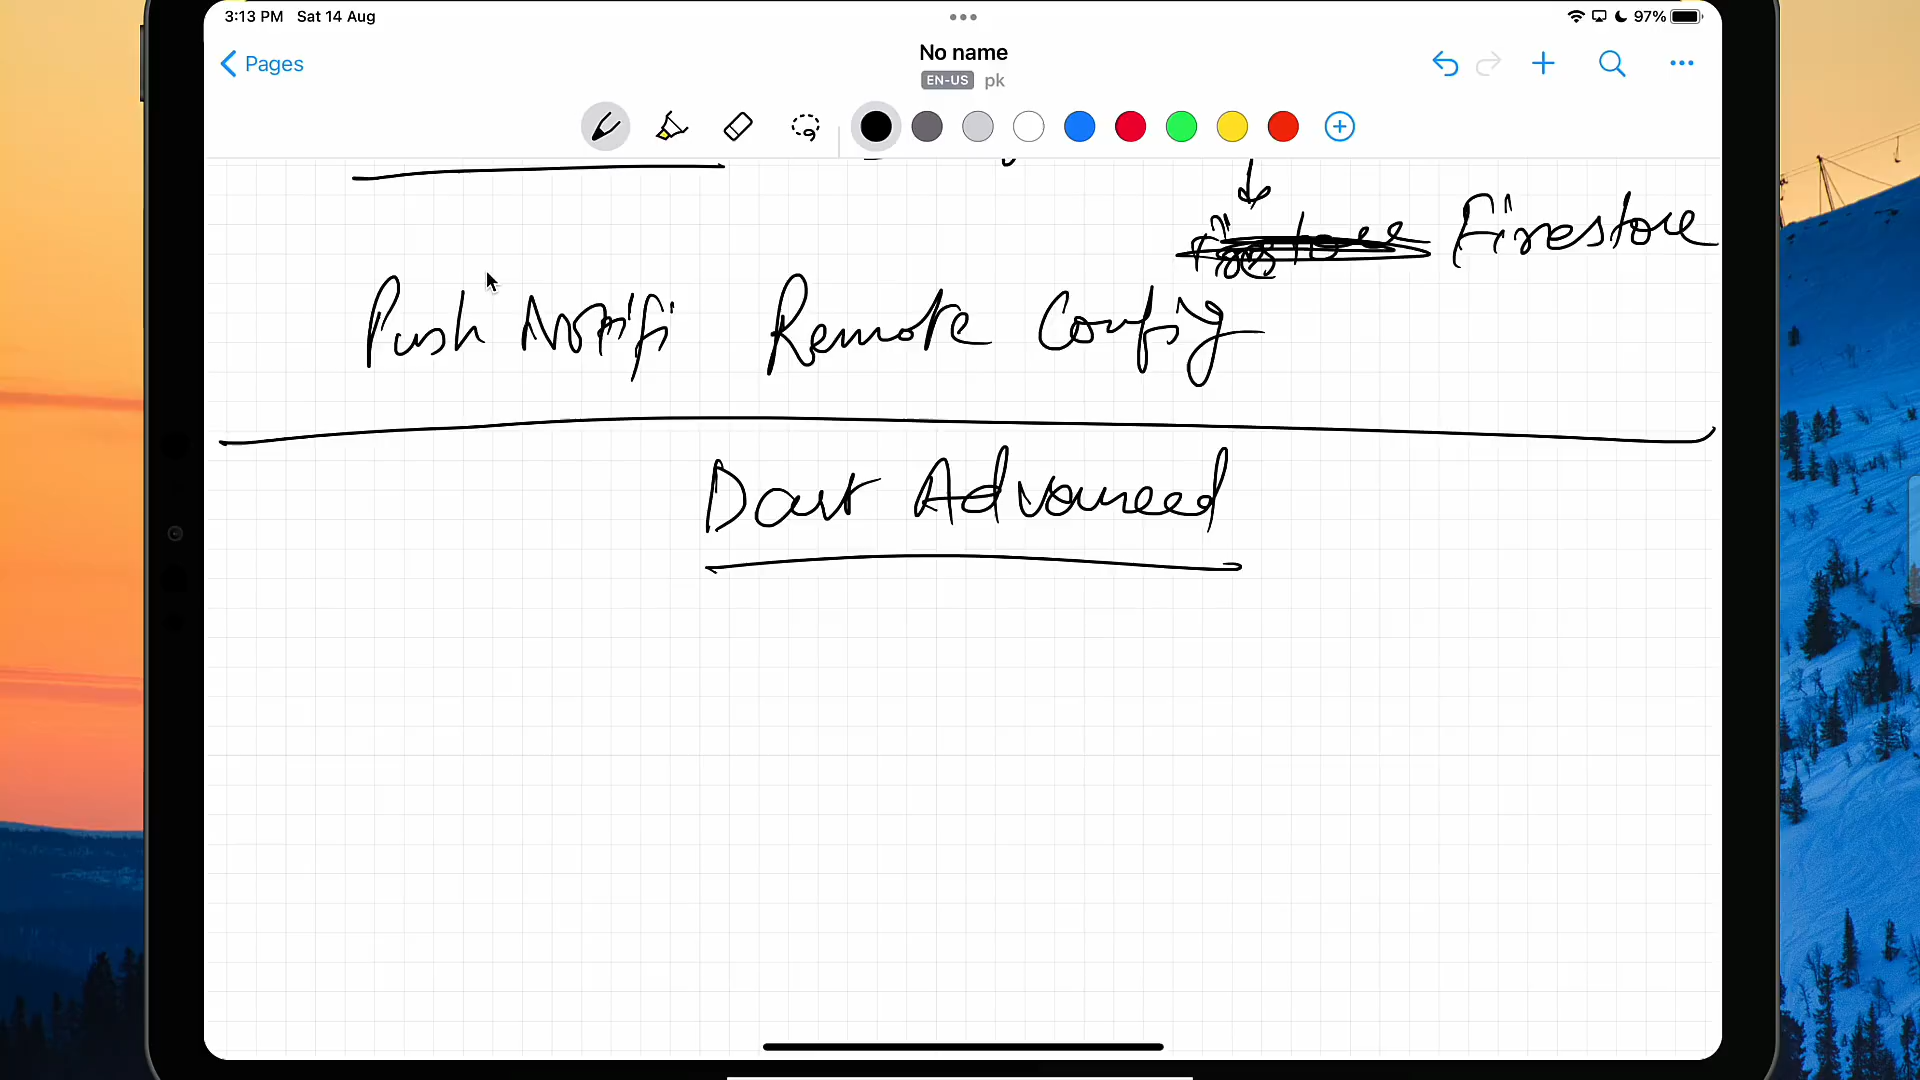 3:13 PM Sat 14 Aug
97%
Pages
No name
EN-US pk
Firestore
Push Notifi Remote Config
Dart Advanced